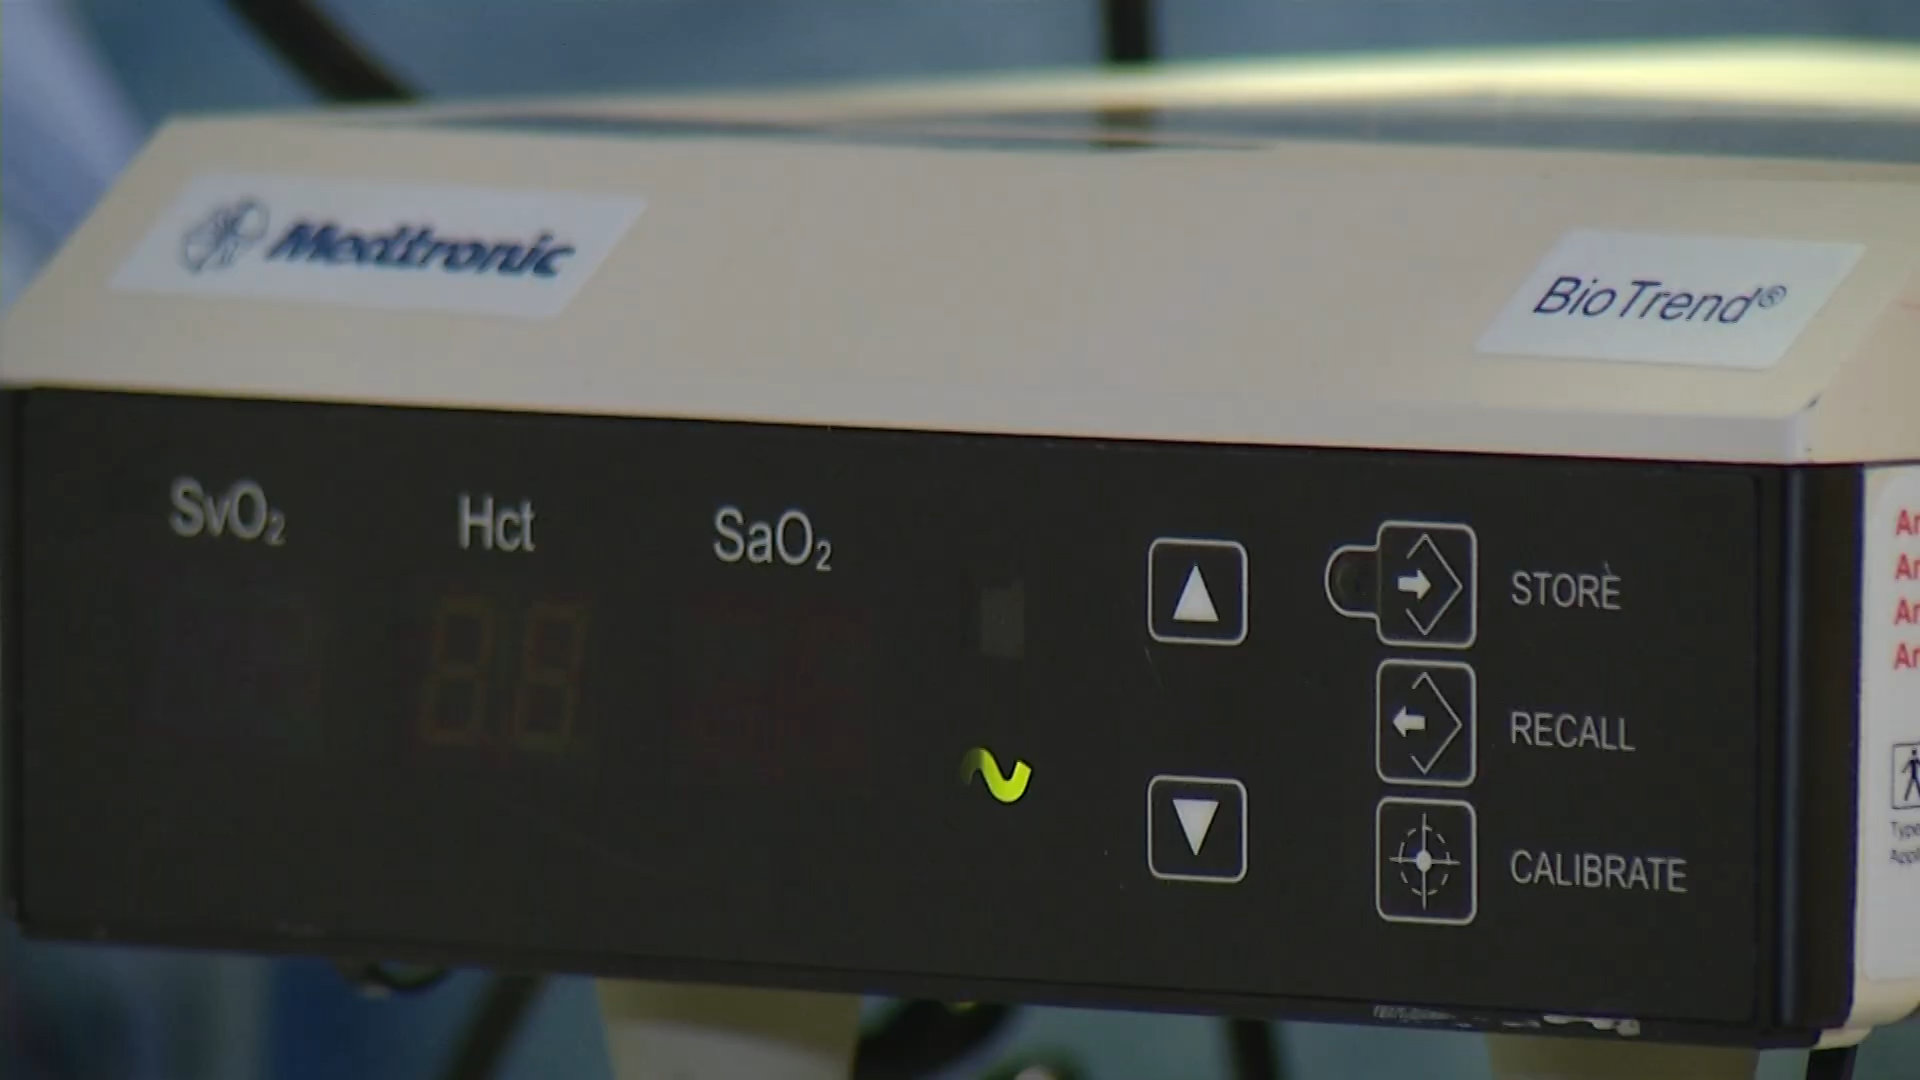 Medtronic
BioTrend®
SvO₂
Hct
SaO₂
STORE
RECALL
CALIBRATE